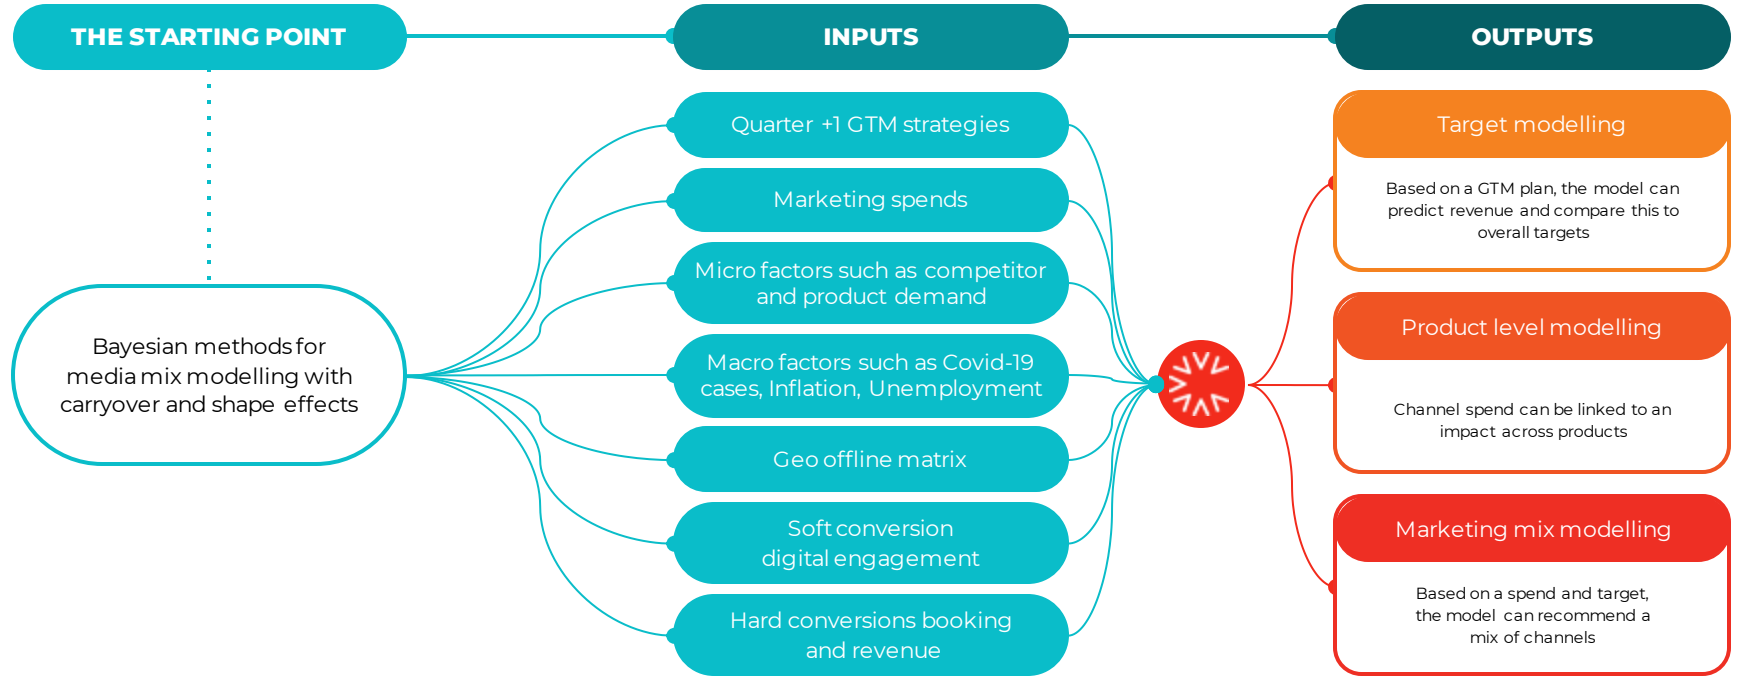 THE STARTING POINT
INPUTS
OUTPUTS
Bayesian methods for
media mix modelling with
carryover and shape effects
Quarter +1 GTM strategies
Marketing spends
Micro factors such as competitor
and product demand
Macro factors such as Covid-19
cases, Inflation, Unemployment
Geo offline matrix
Soft conversion
digital engagement
Hard conversions booking
and revenue
Target modelling
Based on a GTM plan, the model can
predict revenue and compare this to
overall targets
Product level modelling
Channel spend can be linked to an
impact across products
Marketing mix modelling
Based on a spend and target,
the model can recommend a
mix of channels